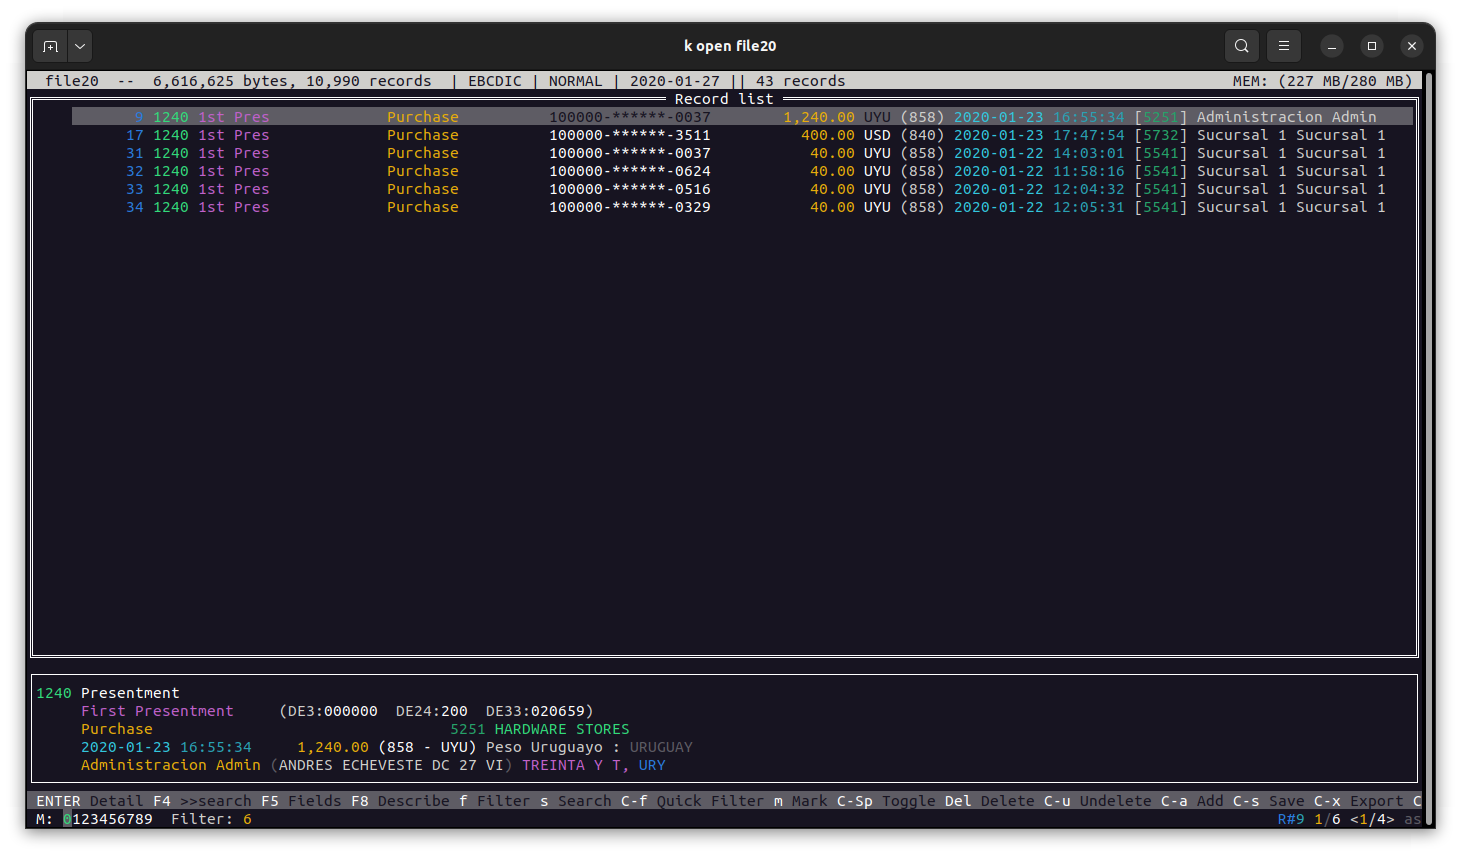 k open file20
file20 -- 6,616,625 bytes, 10,990 records | EBCDIC | NORMAL | 2020-01-27 || 43 records MEM: (227 MB/280 MB)
Record list
9 1240 1st Pres Purchase 100000-******-0037 1,240.00 UYU (858) 2020-01-23 16:55:34 [5251] Administracion Admin
17 1240 1st Pres Purchase 100000-******-3511 400.00 USD (840) 2020-01-23 17:47:54 [5732] Sucursal 1 Sucursal 1
31 1240 1st Pres Purchase 100000-******-0037 40.00 UYU (858) 2020-01-22 14:03:01 [5541] Sucursal 1 Sucursal 1
32 1240 1st Pres Purchase 100000-******-0624 40.00 UYU (858) 2020-01-22 11:58:16 [5541] Sucursal 1 Sucursal 1
33 1240 1st Pres Purchase 100000-******-0516 40.00 UYU (858) 2020-01-22 12:04:32 [5541] Sucursal 1 Sucursal 1
34 1240 1st Pres Purchase 100000-******-0329 40.00 UYU (858) 2020-01-22 12:05:31 [5541] Sucursal 1 Sucursal 1
1240 Presentment
First Presentment (DE3:000000 DE24:200 DE33:020659)
Purchase 5251 HARDWARE STORES
2020-01-23 16:55:34 1,240.00 (858 - UYU) Peso Uruguayo : URUGUAY
Administracion Admin (ANDRES ECHEVESTE DC 27 VI) TREINTA Y T, URY
ENTER Detail F4 >>search F5 Fields F8 Describe f Filter s Search C-f Quick Filter m Mark C-Sp Toggle Del Delete C-u Undelete C-a Add C-s Save C-x Export C
M: 0123456789 Filter: 6 R#9 1/6 <1/4> as